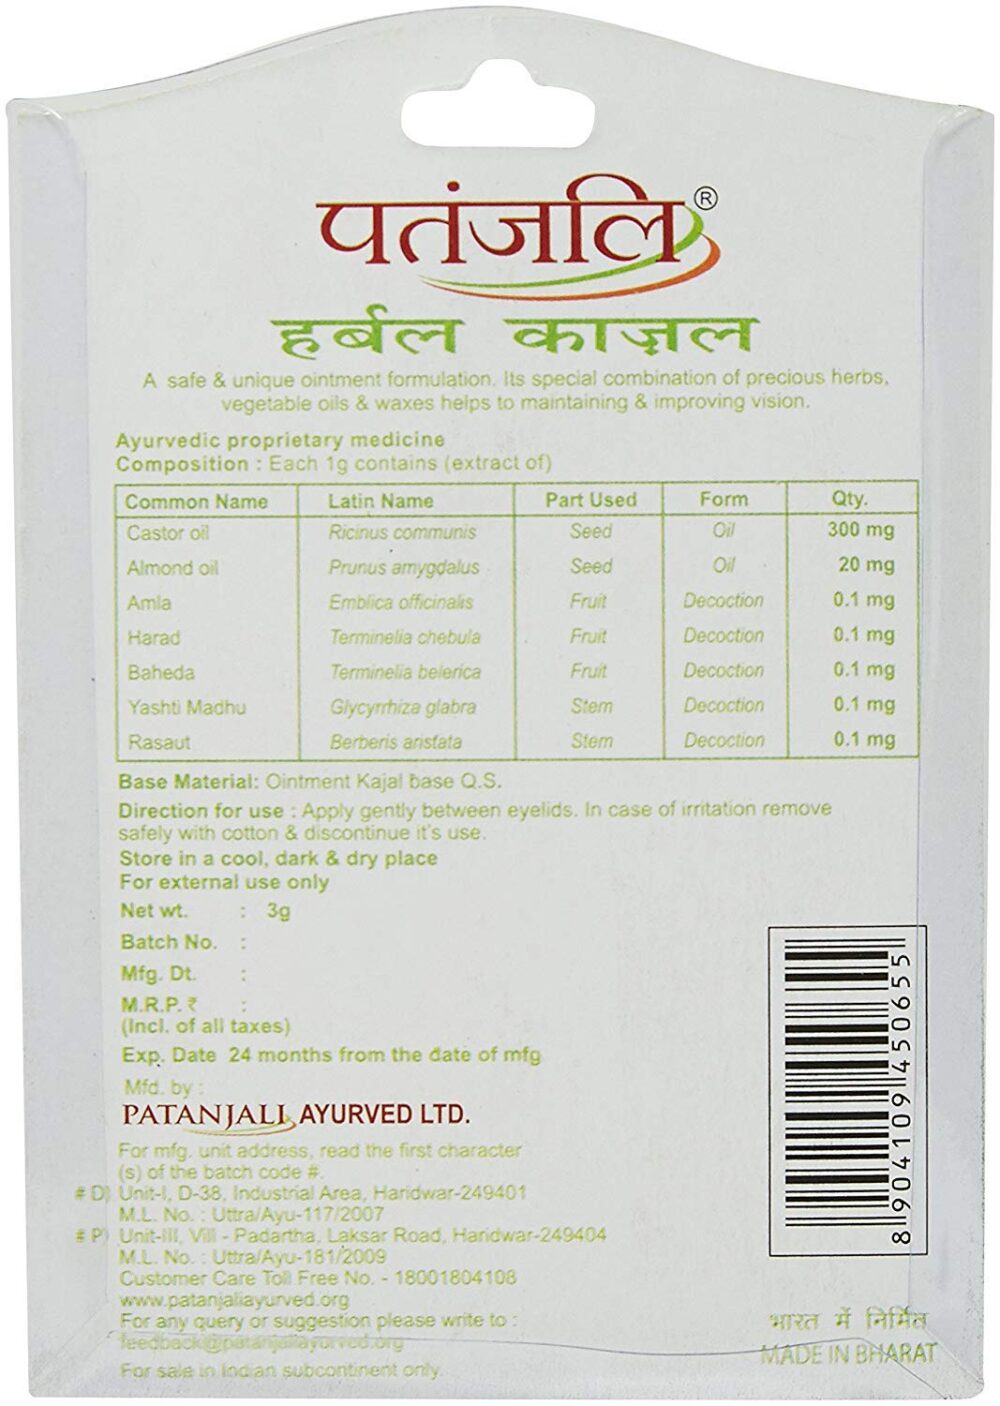 पतंजलि®
हर्बल काज़ल
A safe & unique ointment formulation. Its special combination of precious herbs,
vegetable oils & waxes helps to maintaining & improving vision.
Ayurvedic proprietary medicine
Composition : Each 1g contains (extract of)
Common Name Latin Name Part Used Form Qty.
Castor oil Ricinus communis Seed Oil 300 mg
Almond oil Prunus amygdalus Seed Oil 20 mg
Amla Emblica officinalis Fruit Decoction 0.1 mg
Harad Terminelia chebula Fruit Decoction 0.1 mg
Baheda Terminelia belerica Fruit Decoction 0.1 mg
Yashti Madhu Glycyrrhiza glabra Stem Decoction 0.1 mg
Rasaut Berberis aristata Stem Decoction 0.1 mg
Base Material: Ointment Kajal base Q.S.
Direction for use : Apply gently between eyelids. In case of irritation remove
safely with cotton & discontinue it's use.
Store in a cool, dark & dry place
For external use only
Net wt. : 3g
Batch No. :
Mfg. Dt. :
M.R.P. ₹ :
(Incl. of all taxes)
Exp. Date 24 months from the date of mfg
Mfd. by :
PATANJALI AYURVED LTD.
For mfg. unit address, read the first character
(s) of the batch code #.
# D) Unit-I, D-38, Industrial Area, Haridwar-249401
M.L. No. : Uttra/Ayu-117/2007
# P) Unit-III, Vill - Padartha, Laksar Road, Haridwar-249404
M.L. No. : Uttra/Ayu-181/2009
Customer Care Toll Free No. - 18001804108
www.patanjaliayurved.org
For any query or suggestion please write to :
feedback@patanjaliayurved.org
For sale in Indian subcontinent only.
8 904109 450655
भारत में निर्मित
MADE IN BHARAT